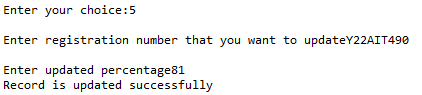 Enter your choice:5
Enter registration number that you want to updateY22AIT490
Enter updated percentage81
Record is updated successfully